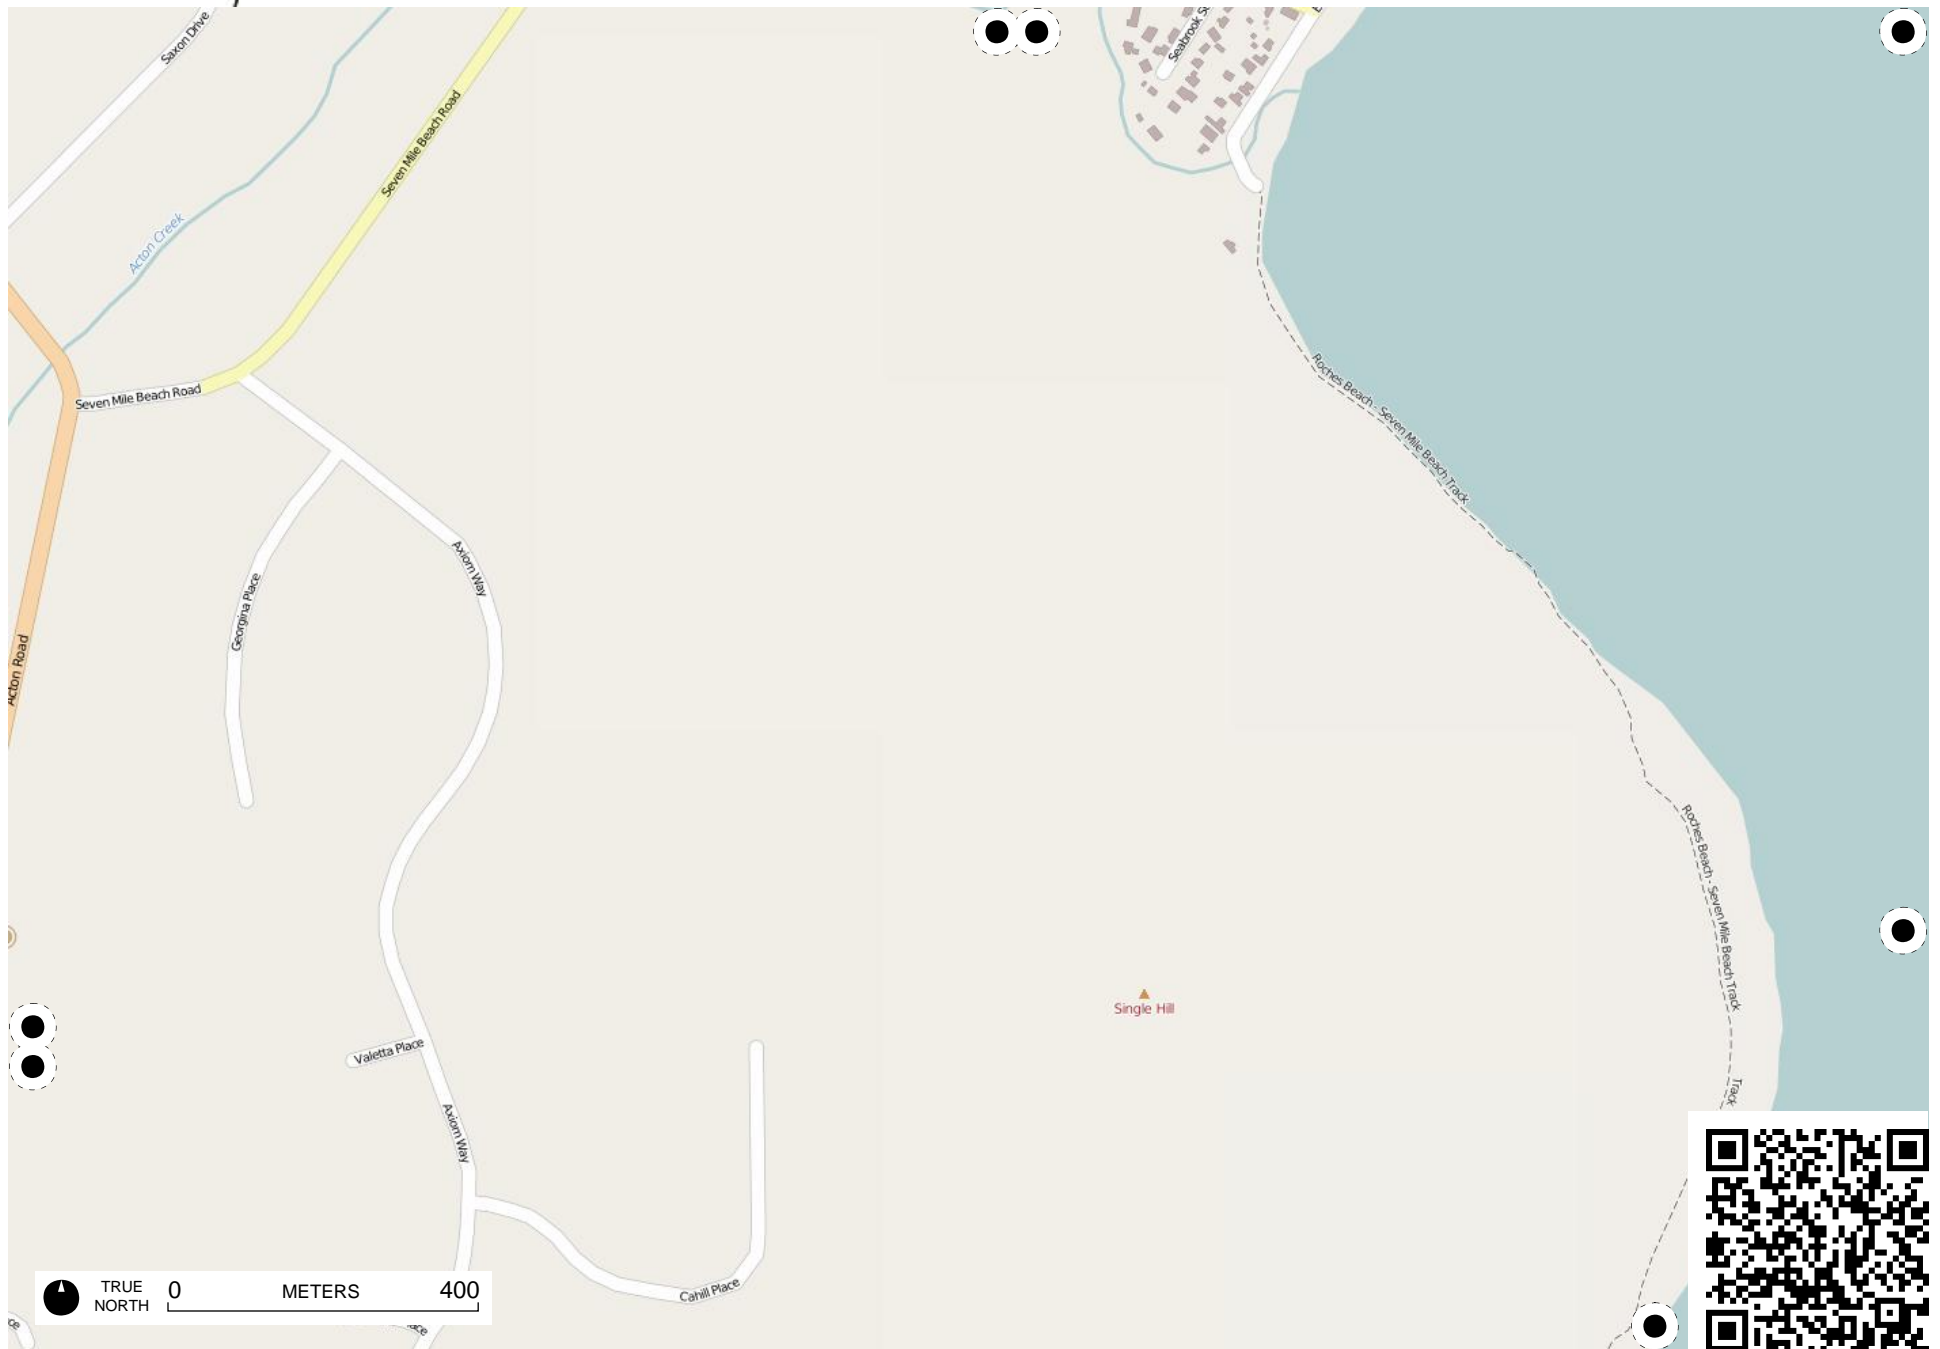 Saxon Drive
Acton Creek
Seven Mile Beach Road
Seven Mile Beach Road
Acton Road
Georgina Place
Axiom Way
Roches Beach - Seven Mile Beach Track
Roches Beach - Seven Mile Beach Track
Track
Single Hill
Valetta Place
Axiom Way
Cahill Place
TRUE
NORTH
0 METERS 400